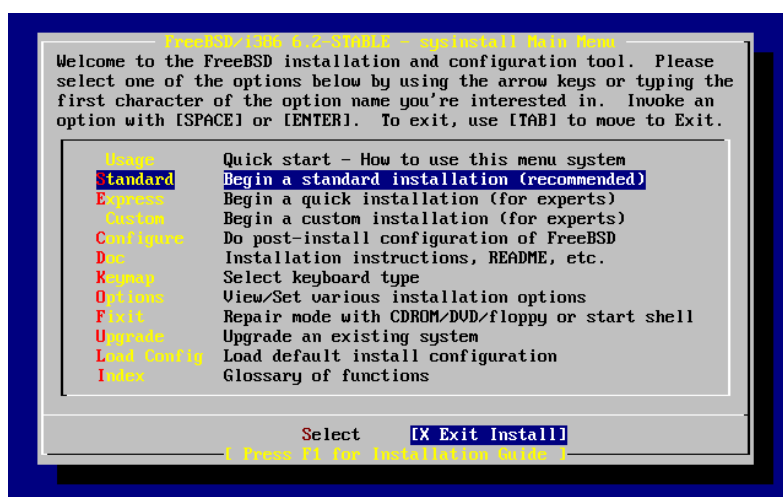 FreeBSD/i386 6.2-STABLE - sysinstall Main Menu
Welcome to the FreeBSD installation and configuration tool.  Please
select one of the options below by using the arrow keys or typing the
first character of the option name you're interested in.  Invoke an
option with [SPACE] or [ENTER].  To exit, use [TAB] to move to Exit.
Usage Quick start - How to use this menu system
Standard Begin a standard installation (recommended)
Express Begin a quick installation (for experts)
Custom Begin a custom installation (for experts)
Configure Do post-install configuration of FreeBSD
Doc Installation instructions, README, etc.
Keymap Select keyboard type
Options View/Set various installation options
Fixit Repair mode with CDROM/DVD/floppy or start shell
Upgrade Upgrade an existing system
Load Config Load default install configuration
Index Glossary of functions
Select [X Exit Install]
[ Press F1 for Installation Guide ]